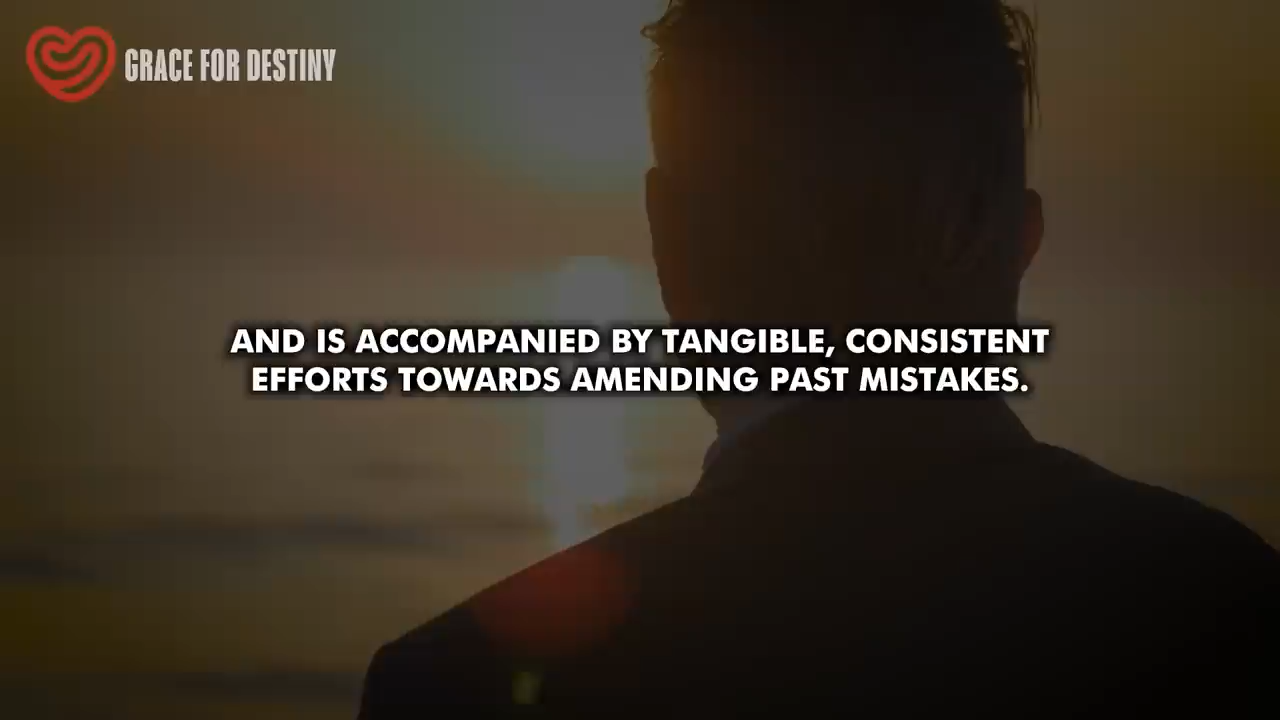 GRACE FOR DESTINY
AND IS ACCOMPANIED BY TANGIBLE, CONSISTENT
EFFORTS TOWARDS AMENDING PAST MISTAKES.